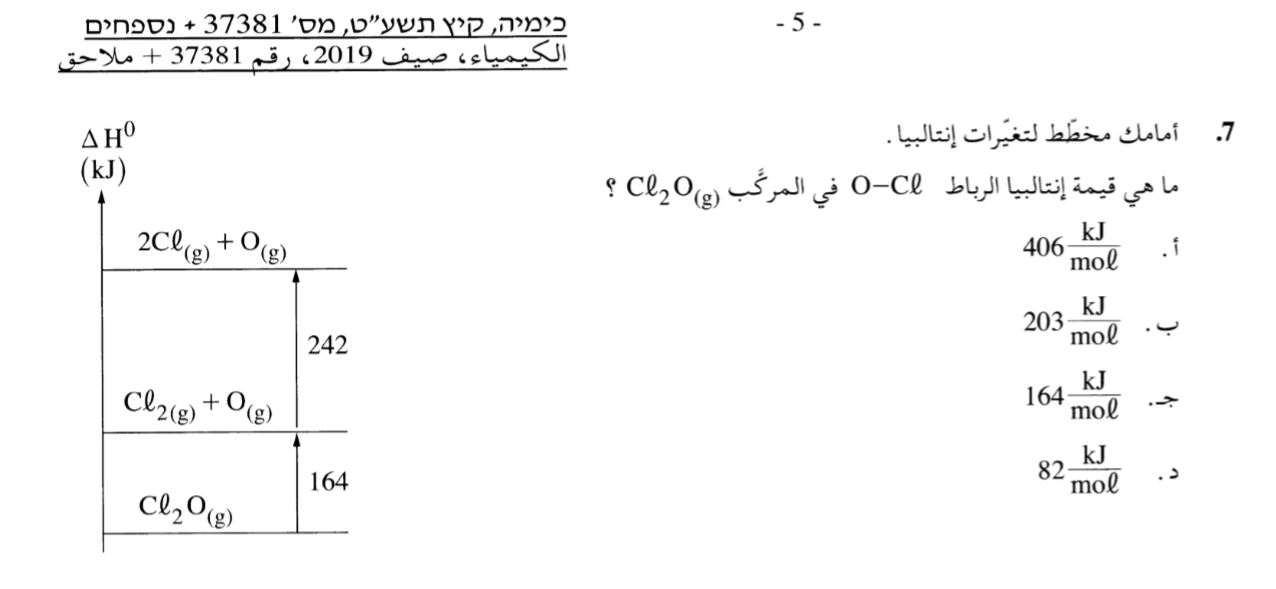 - 5 -
כימיה, קיץ תשע״ט, מס׳ 37381 + נספחים
الكيمياء، صيف 2019، رقم 37381 + ملاحق
7. أمامك مخطّط لتغيّرات إنتالبيا.
ما هي قيمة إنتالبيا الرباط O−Cℓ في المركَّب Cℓ₂O(g) ؟
أ. 406 kJ/moℓ
ب. 203 kJ/moℓ
جـ. 164 kJ/moℓ
د. 82 kJ/moℓ
ΔH⁰
(kJ)
2Cℓ(g) + O(g)
242
Cℓ₂(g) + O(g)
164
Cℓ₂O(g)